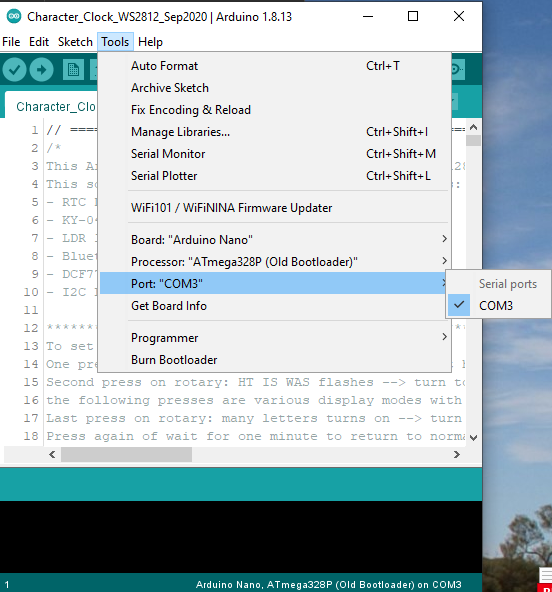 Character_Clock_WS2812_Sep2020 | Arduino 1.8.13
File Edit Sketch Tools Help
Auto Format Ctrl+T
Archive Sketch
Character_Clo
Fix Encoding & Reload
Manage Libraries... Ctrl+Shift+I
Serial Monitor Ctrl+Shift+M
Serial Plotter Ctrl+Shift+L
WiFi101 / WiFiNINA Firmware Updater
Board: "Arduino Nano"
Processor: "ATmega328P (Old Bootloader)"
Port: "COM3"
Serial ports
COM3
Get Board Info
Programmer
Burn Bootloader
1 // ====
2 /*
3 This A
4 This s
5 - RTC
6 - KY-0
7 - LDR
8 - Bluet
9 - DCF7
10 - I2C
11
12 *******
13 To set
14 One pre
15 Second press on rotary: HT IS WAS flashes --> turn to
16 the following presses are various display modes with
17 Last press on rotary: many letters turns on --> turn
18 Press again of wait for one minute to return to norma
1 Arduino Nano, ATmega328P (Old Bootloader) on COM3